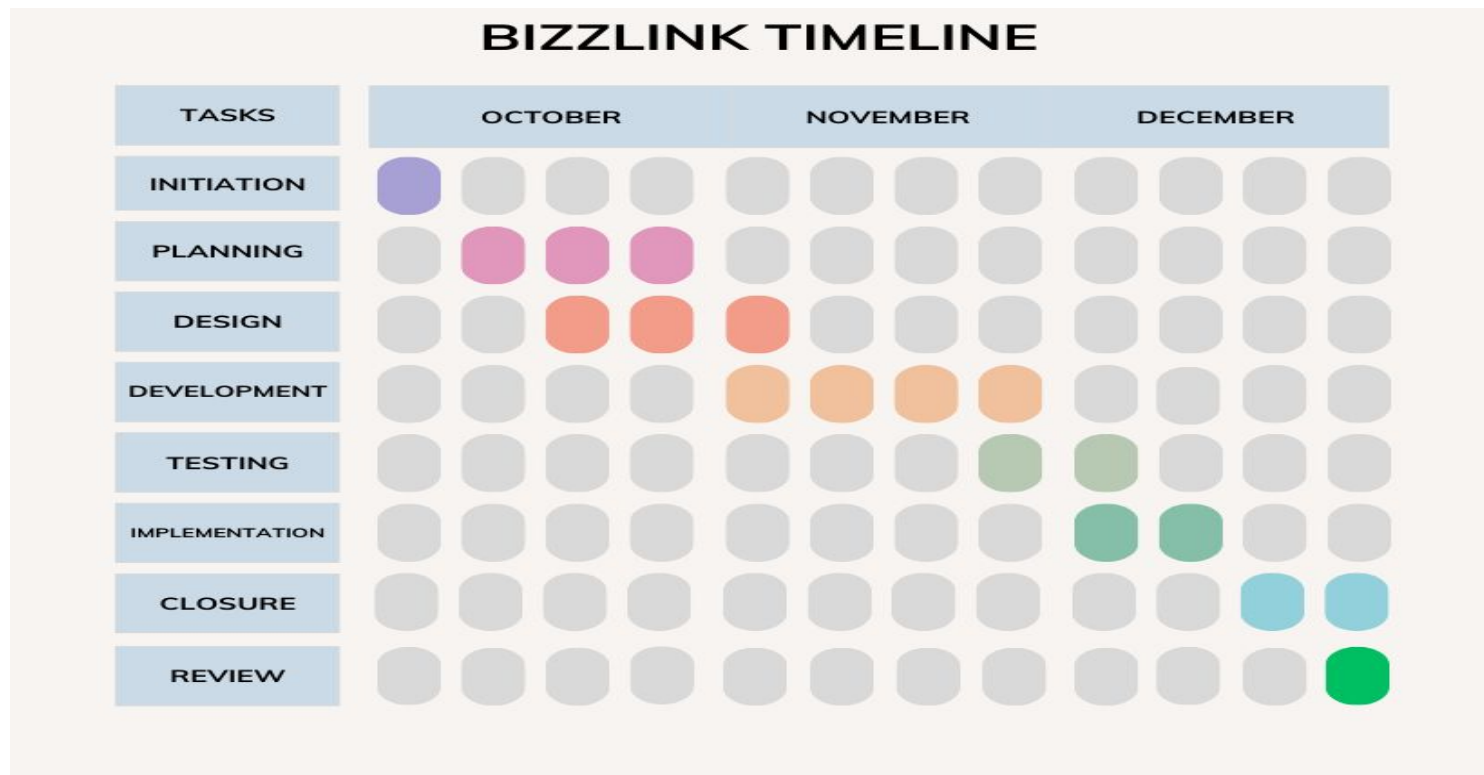 BIZZLINK TIMELINE
TASKS OCTOBER NOVEMBER DECEMBER
INITIATION
PLANNING
DESIGN
DEVELOPMENT
TESTING
IMPLEMENTATION
CLOSURE
REVIEW